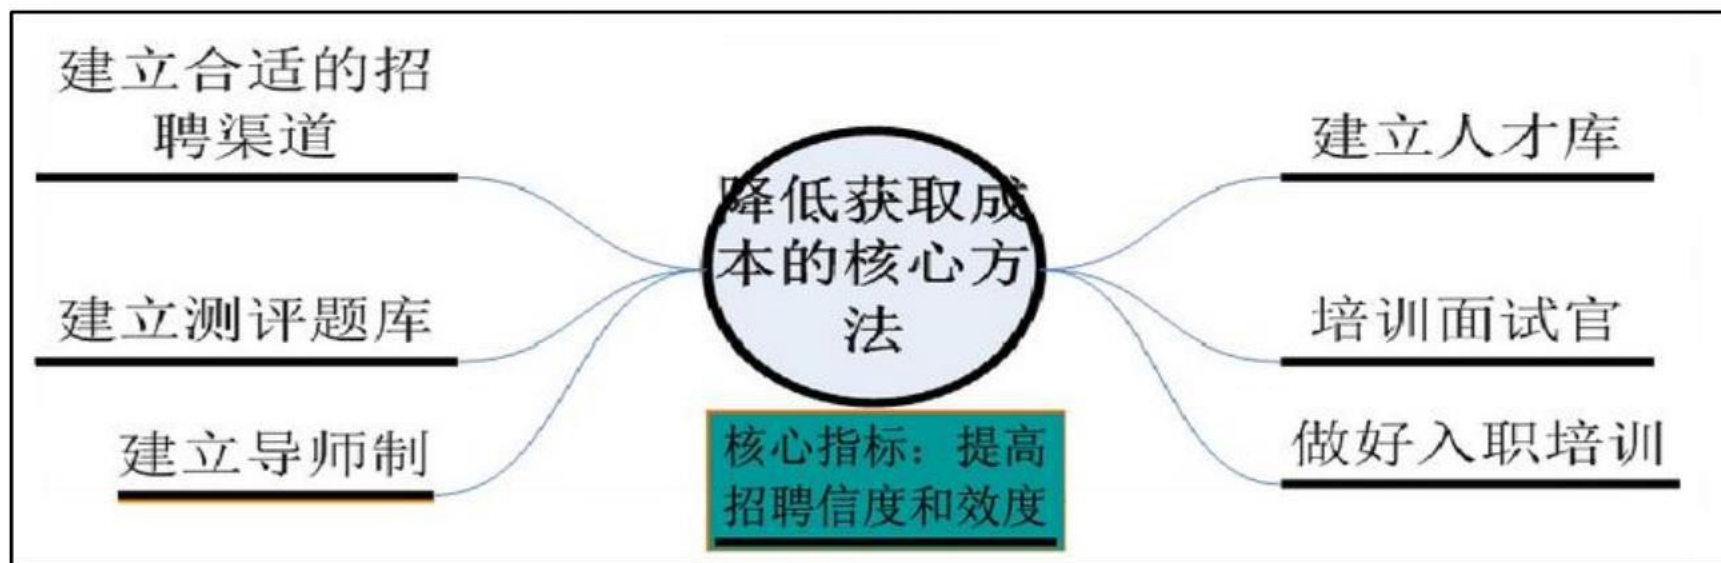 建立合适的招
聘渠道
建立测评题库
建立导师制
降低获取成
本的核心方
法
核心指标：提高
招聘信度和效度
建立人才库
培训面试官
做好入职培训